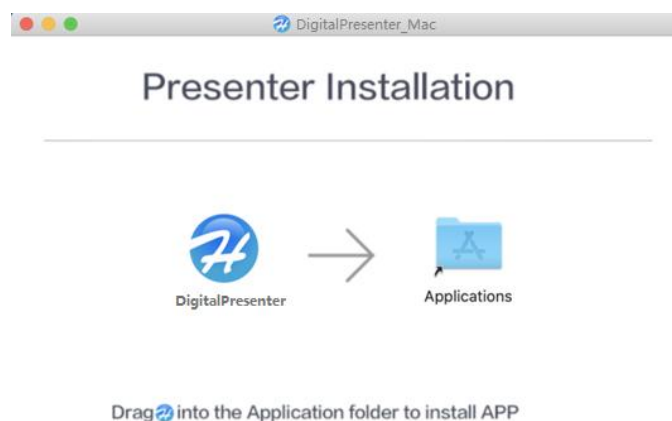 DigitalPresenter_Mac
Presenter Installation
DigitalPresenter
Applications
Drag into the Application folder to install APP